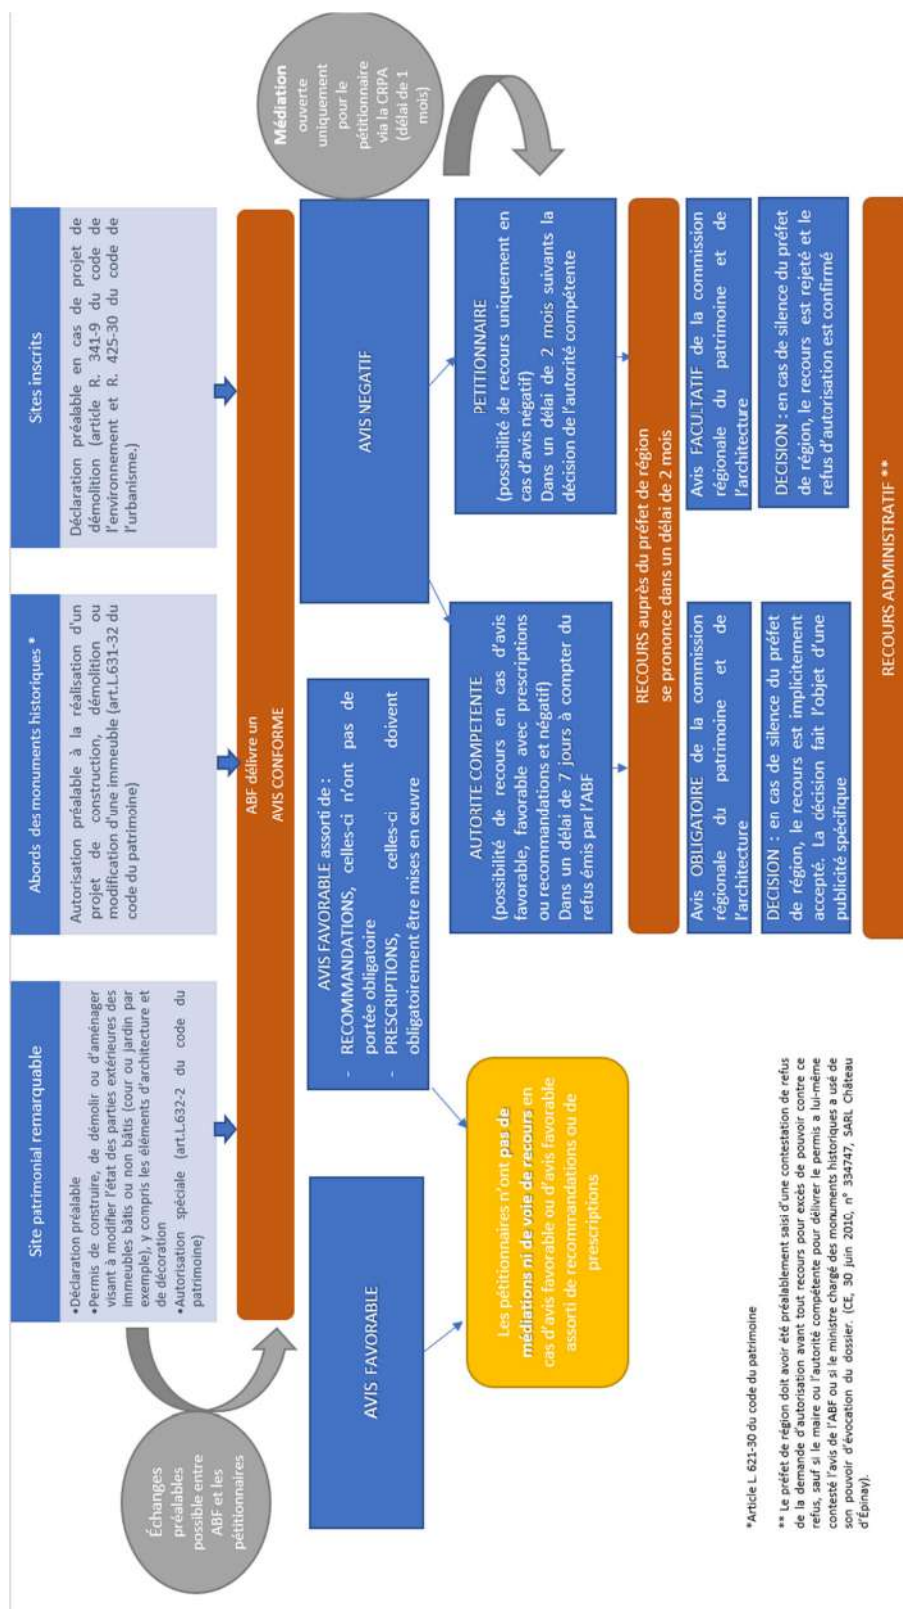 Échanges
préalables
possible entre
ABF et les
pétitionnaires
Site patrimonial remarquable
•Déclaration préalable
•Permis de construire, de démolir ou d'aménager
visant à modifier l'état des parties extérieures des
immeubles bâtis ou non bâtis (cour ou jardin par
exemple), y compris les éléments d'architecture et
de décoration
•Autorisation spéciale (art.L.632-2 du code du
patrimoine)
Abords des monuments historiques *
Autorisation préalable à la réalisation d'un
projet de construction, démolition ou
modification d'une immeuble (art.L.631-32 du
code du patrimoine)
Sites inscrits
Déclaration préalable en cas de projet de
démolition (article R. 341-9 du code de
l'environnement et R. 425-30 du code de
l'urbanisme.)
ABF délivre un
AVIS CONFORME
Médiation
ouverte
uniquement
pour le
pétitionnaire
via la CRPA
(délai de 1
mois)
AVIS FAVORABLE
AVIS FAVORABLE assorti de :
- RECOMMANDATIONS, celles-ci n'ont pas de
portée obligatoire
- PRESCRIPTIONS, celles-ci doivent
obligatoirement être mises en œuvre
AVIS NEGATIF
Les pétitionnaires n'ont pas de
médiations ni de voie de recours en
cas d'avis favorable ou d'avis favorable
assorti de recommandations ou de
prescriptions
AUTORITE COMPETENTE
(possibilité de recours en cas d'avis
favorable, favorable avec prescriptions
ou recommandations et négatif)
Dans un délai de 7 jours à compter du
refus émis par l'ABF
PETITIONNAIRE
(possibilité de recours uniquement en
cas d'avis négatif)
Dans un délai de 2 mois suivants la
décision de l'autorité compétente
RECOURS auprès du préfet de région
se prononce dans un délai de 2 mois
Avis OBLIGATOIRE de la commission
régionale du patrimoine et de
l'architecture
Avis FACULTATIF de la commission
régionale du patrimoine et de
l'architecture
DECISION : en cas de silence du préfet
de région, le recours est implicitement
accepté. La décision fait l'objet d'une
publicité spécifique
DECISION : en cas de silence du préfet
de région, le recours est rejeté et le
refus d'autorisation est confirmé
RECOURS ADMINISTRATIF **
*Article L. 621-30 du code du patrimoine
** Le préfet de région doit avoir été préalablement saisi d'une contestation de refus
de la demande d'autorisation avant tout recours pour excès de pouvoir contre ce
refus, sauf si le maire ou l'autorité compétente pour délivrer le permis a lui-même
contesté l'avis de l'ABF ou si le ministre chargé des monuments historiques a usé de
son pouvoir d'évocation du dossier. (CE, 30 juin 2010, n° 334747, SARL Château
d'Épinay).